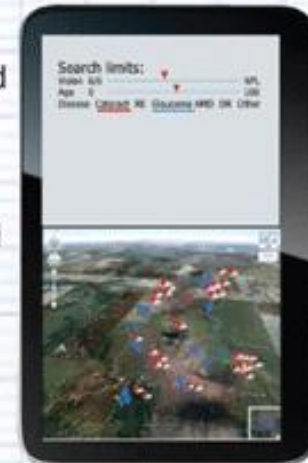 d
Search limits:
Vision 6/6 NPL
Age 0 100
Disease Cataract RE Glaucoma AMD DR Other